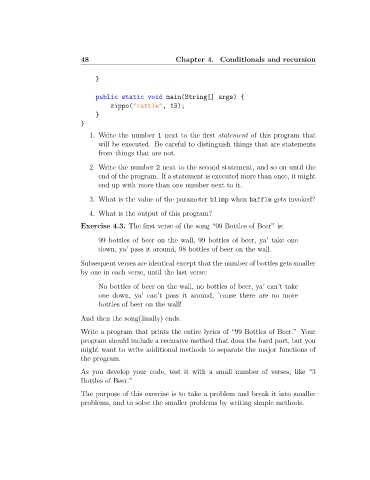 48 Chapter 4. Conditionals and recursion
}
public static void main(String[] args) {
zippo("rattle", 13);
}
}
1. Write the number 1 next to the first statement of this program that
will be executed. Be careful to distinguish things that are statements
from things that are not.
2. Write the number 2 next to the second statement, and so on until the
end of the program. If a statement is executed more than once, it might
end up with more than one number next to it.
3. What is the value of the parameter blimp when baffle gets invoked?
4. What is the output of this program?
Exercise 4.3. The first verse of the song “99 Bottles of Beer” is:
99 bottles of beer on the wall, 99 bottles of beer, ya’ take one
down, ya’ pass it around, 98 bottles of beer on the wall.
Subsequent verses are identical except that the number of bottles gets smaller
by one in each verse, until the last verse:
No bottles of beer on the wall, no bottles of beer, ya’ can’t take
one down, ya’ can’t pass it around, ’cause there are no more
bottles of beer on the wall!
And then the song(finally) ends.
Write a program that prints the entire lyrics of “99 Bottles of Beer.” Your
program should include a recursive method that does the hard part, but you
might want to write additional methods to separate the major functions of
the program.
As you develop your code, test it with a small number of verses, like “3
Bottles of Beer.”
The purpose of this exercise is to take a problem and break it into smaller
problems, and to solve the smaller problems by writing simple methods.